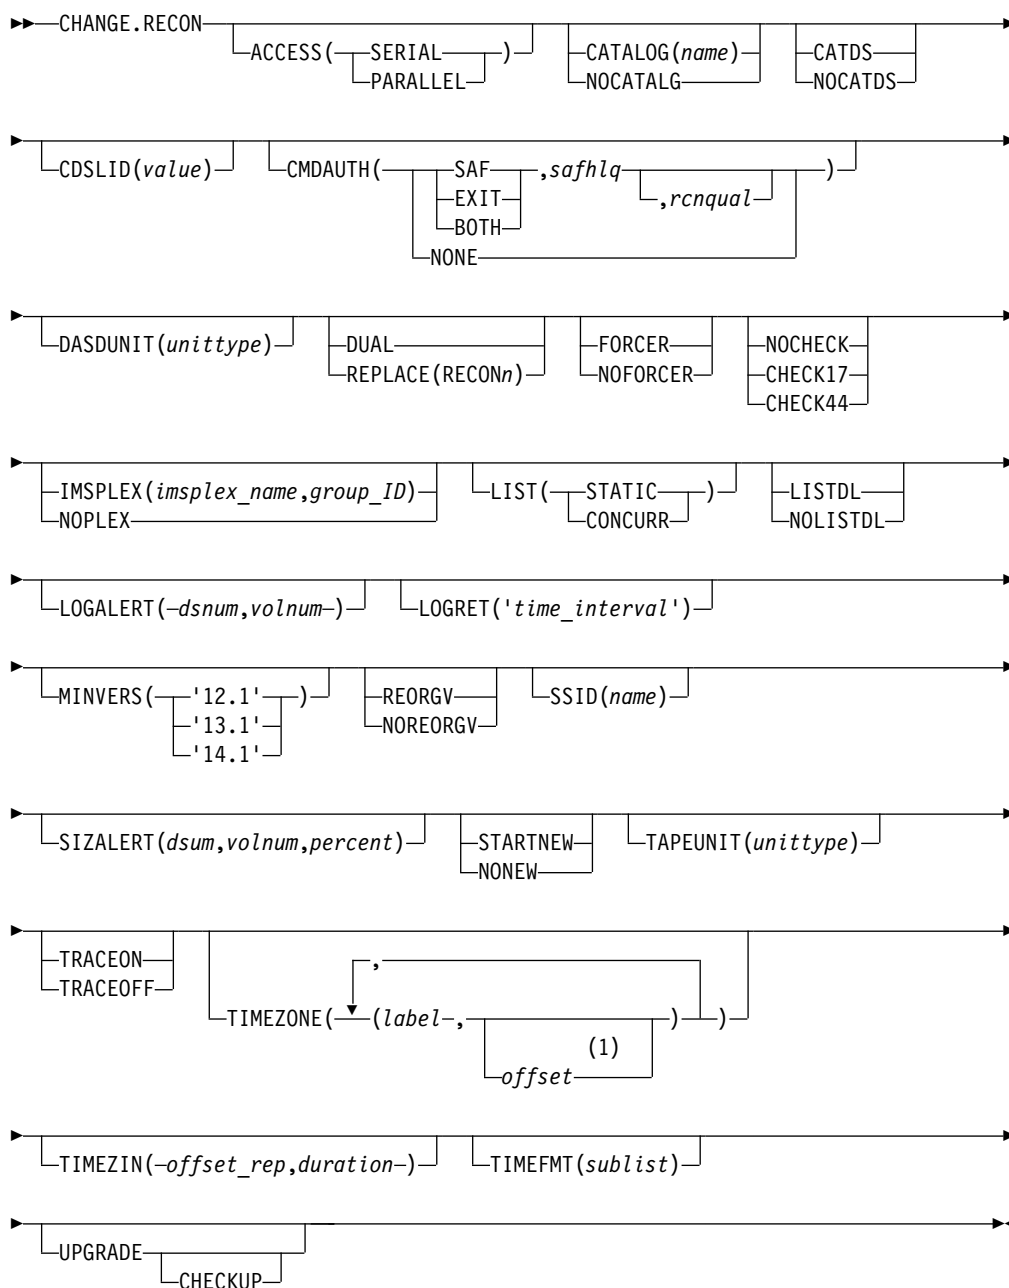 CHANGE.RECON
ACCESS( SERIAL ) CATALOG(name) CATDS
PARALLEL NOCATALG NOCATDS
CDSLID(value) CMDAUTH( SAF ,safhlq )
EXIT ,rcnqual
BOTH
NONE
DASDUNIT(unittype) DUAL FORCER NOCHECK
REPLACE(RECONn) NOFORCER CHECK17
CHECK44
IMSPLEX(imsplex_name,group_ID) LIST( STATIC ) LISTDL
NOPLEX CONCURR NOLISTDL
LOGALERT( dsnum,volnum ) LOGRET('time_interval')
MINVERS( '12.1' ) REORGV SSID(name)
'13.1' NOREORGV
'14.1'
SIZALERT(dsum,volnum,percent) STARTNEW TAPEUNIT(unittype)
NONEW
TRACEON
TRACEOFF ,
TIMEZONE( (label , ) )
(1)
offset
TIMEZIN( offset_rep,duration ) TIMEFMT(sublist)
UPGRADE
CHECKUP